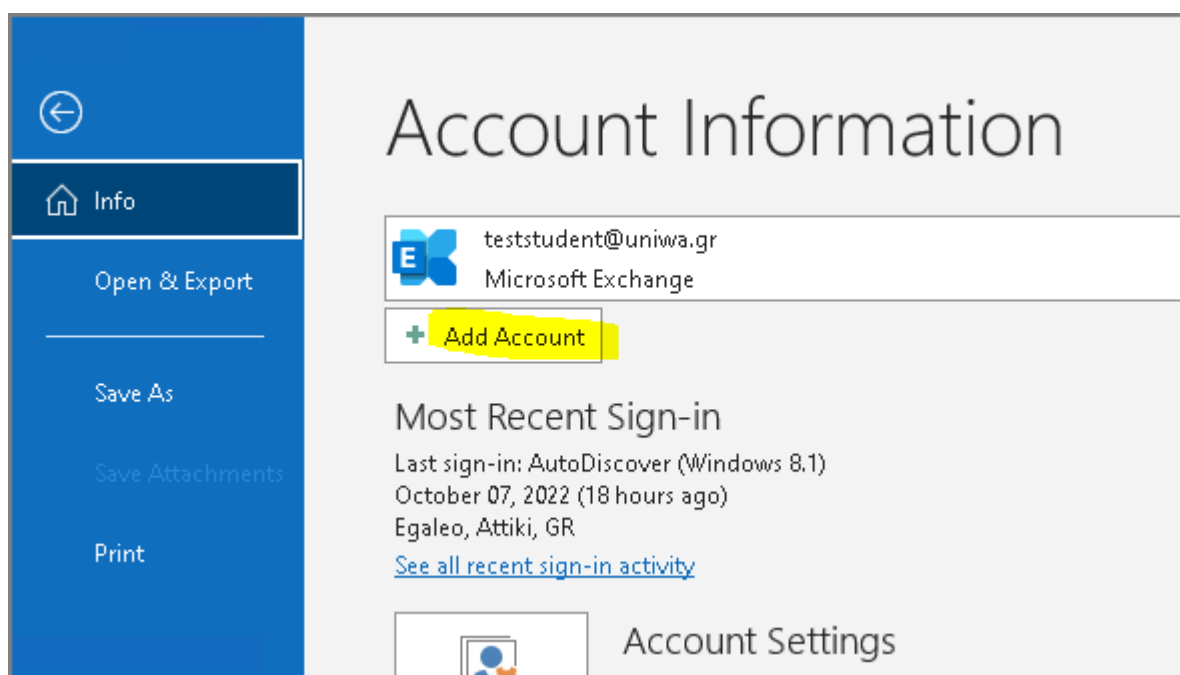 Account Information
Info
teststudent@uniwa.gr
E
Microsoft Exchange
Open & Export
+ Add Account
Save As
Most Recent Sign-in
Last sign-in: AutoDiscover (Windows 8.1)
Save Attachments
October 07, 2022 (18 hours ago)
Egaleo, Attiki, GR
Print
See all recent sign-in activity
Account Settings